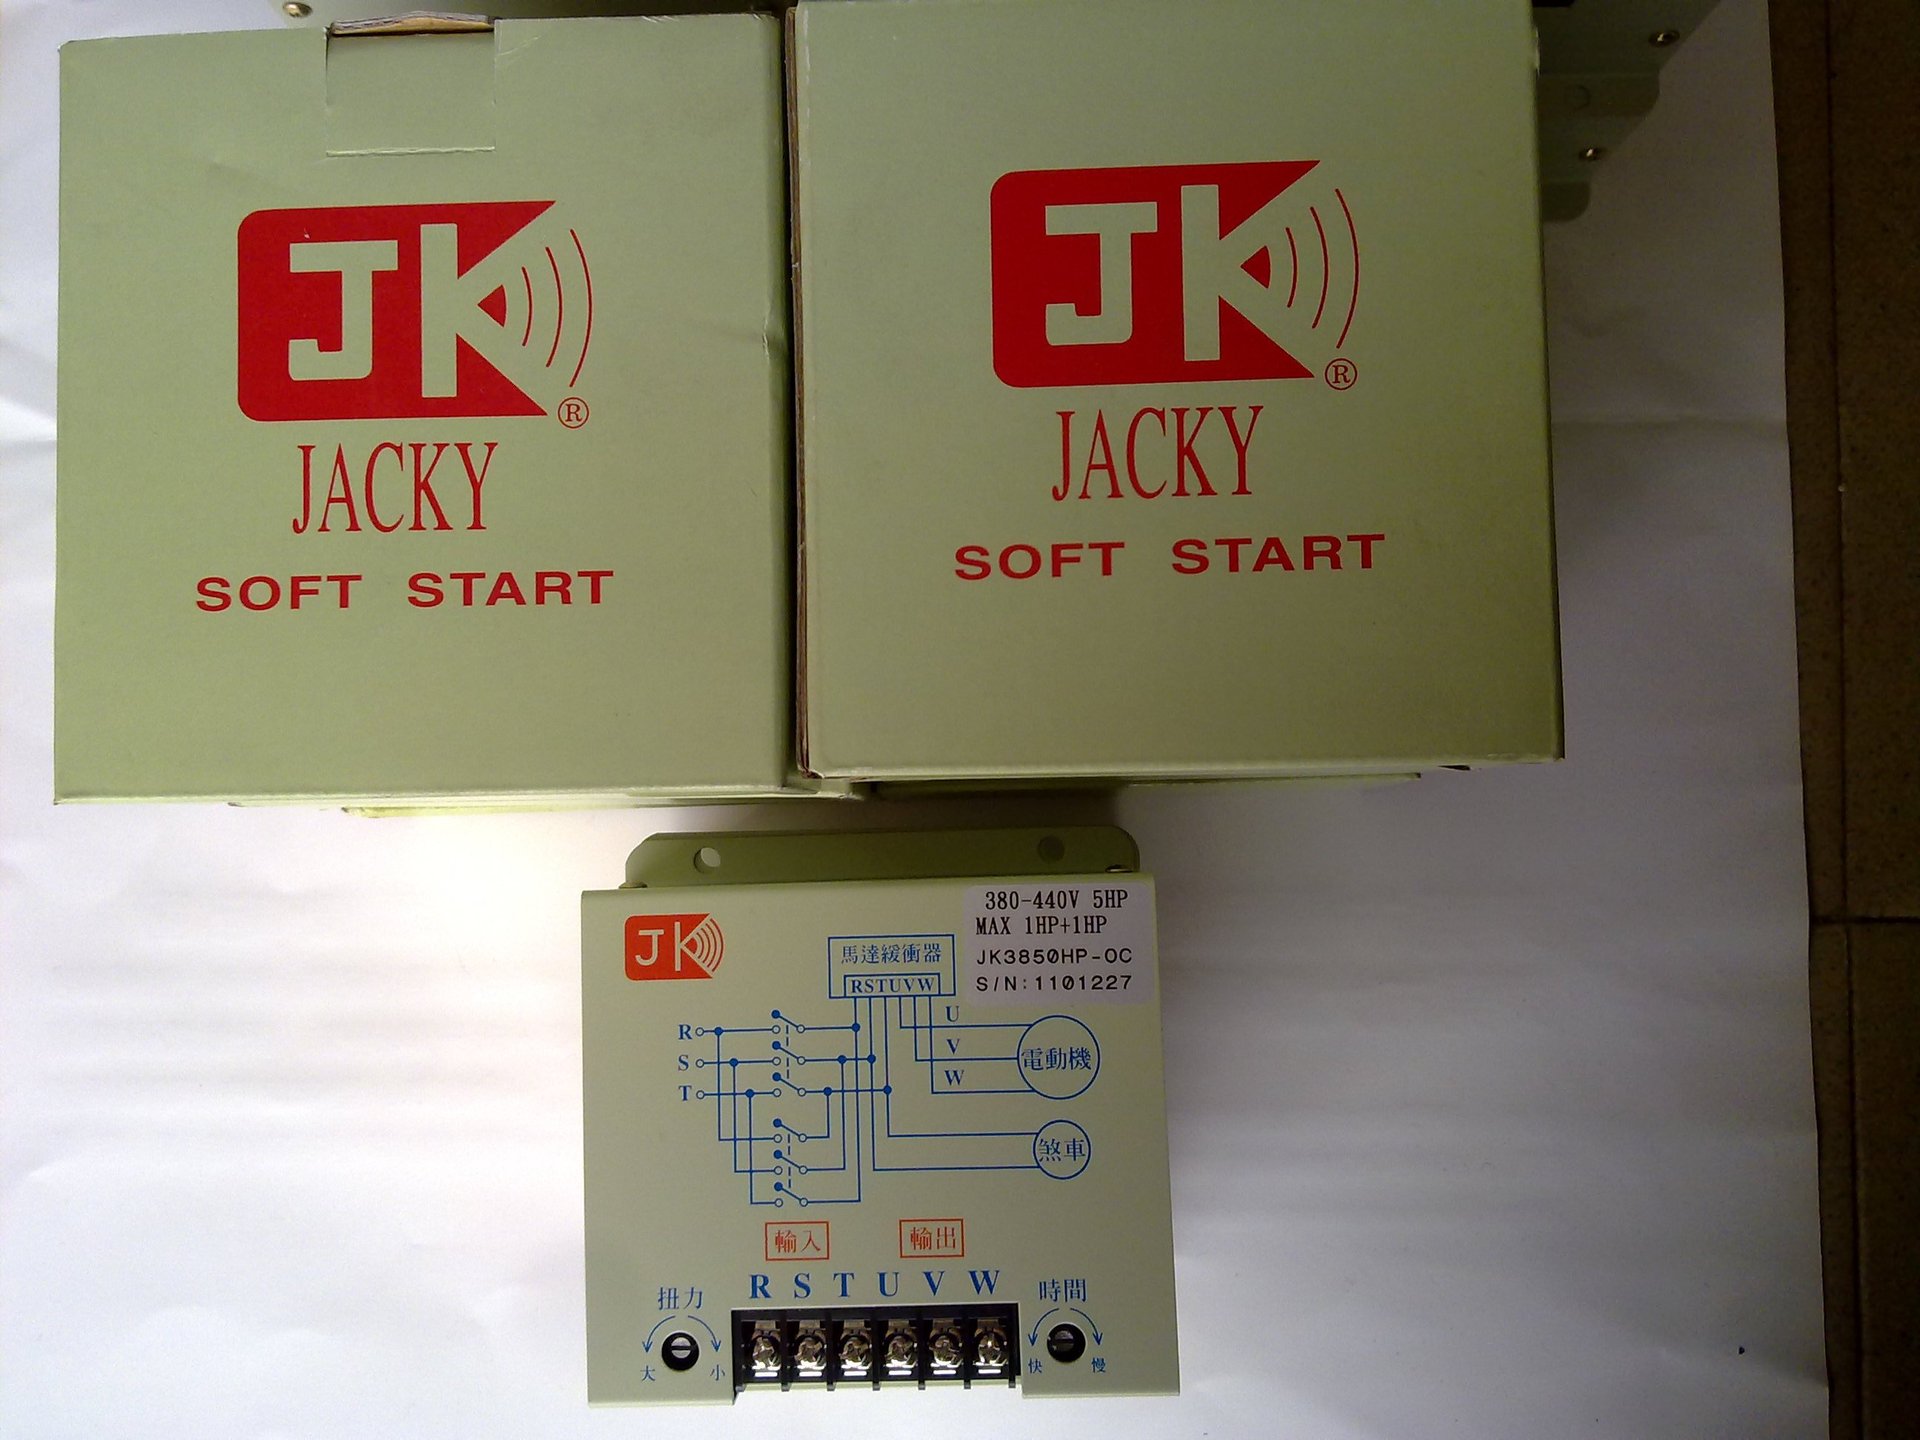 JK
®
JACKY
SOFT START
JK
®
JACKY
SOFT START
JK
380-440V 5HP
MAX 1HP+1HP
JK3850HP-OC
S/N:1101227
馬達緩衝器
RSTUVW
R
S
T
U
V
W
電動機
煞車
輸入
輸出
R S T U V W
扭力
大 小
時間
快 慢